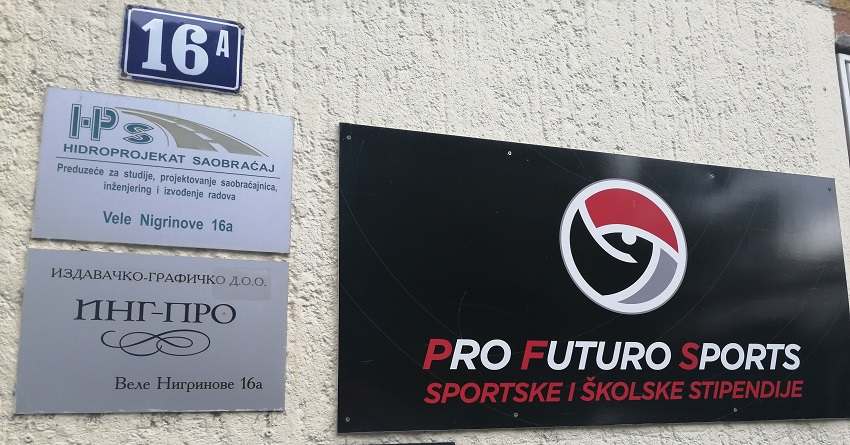 16A
HPs
HIDROPROJEKAT SAOBRAĆAJ
Preduzeće za studije, projektovanje saobraćajnica,
inženjering i izvođenje radova
Vele Nigrinove 16a
ИЗДАВАЧКО-ГРАФИЧКО Д.О.О.
ИНГ-ПРО
Веле Нигринове 16а
PRO FUTURO SPORTS
SPORTSKE I ŠKOLSKE STIPENDIJE